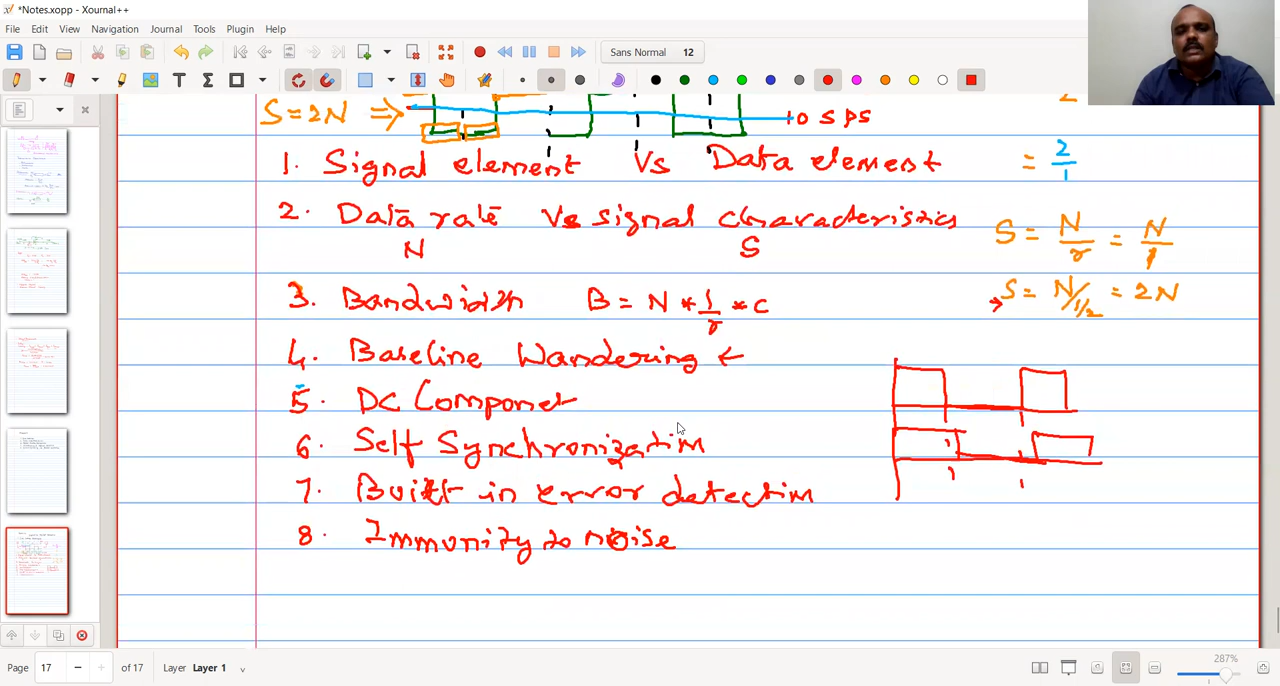 *Notes.xopp - Xournal++
File Edit View Navigation Journal Tools Plugin Help
Sans Normal 12
S = 2N ⇒ 10 sps
2
1. Signal element Vs Data element
= 2/1
2. Data rate Vs signal characteristics
N S
S = N/r = N/1
3. Bandwidth B = N * 1/r * c
→ S = N/1/2 = 2N
4. Baseline Wandering ←
5. DC Componet
6. Self Synchronization
7. Built in error detection
8. Immunity to noise
Page 17 of 17 Layer Layer 1 287%